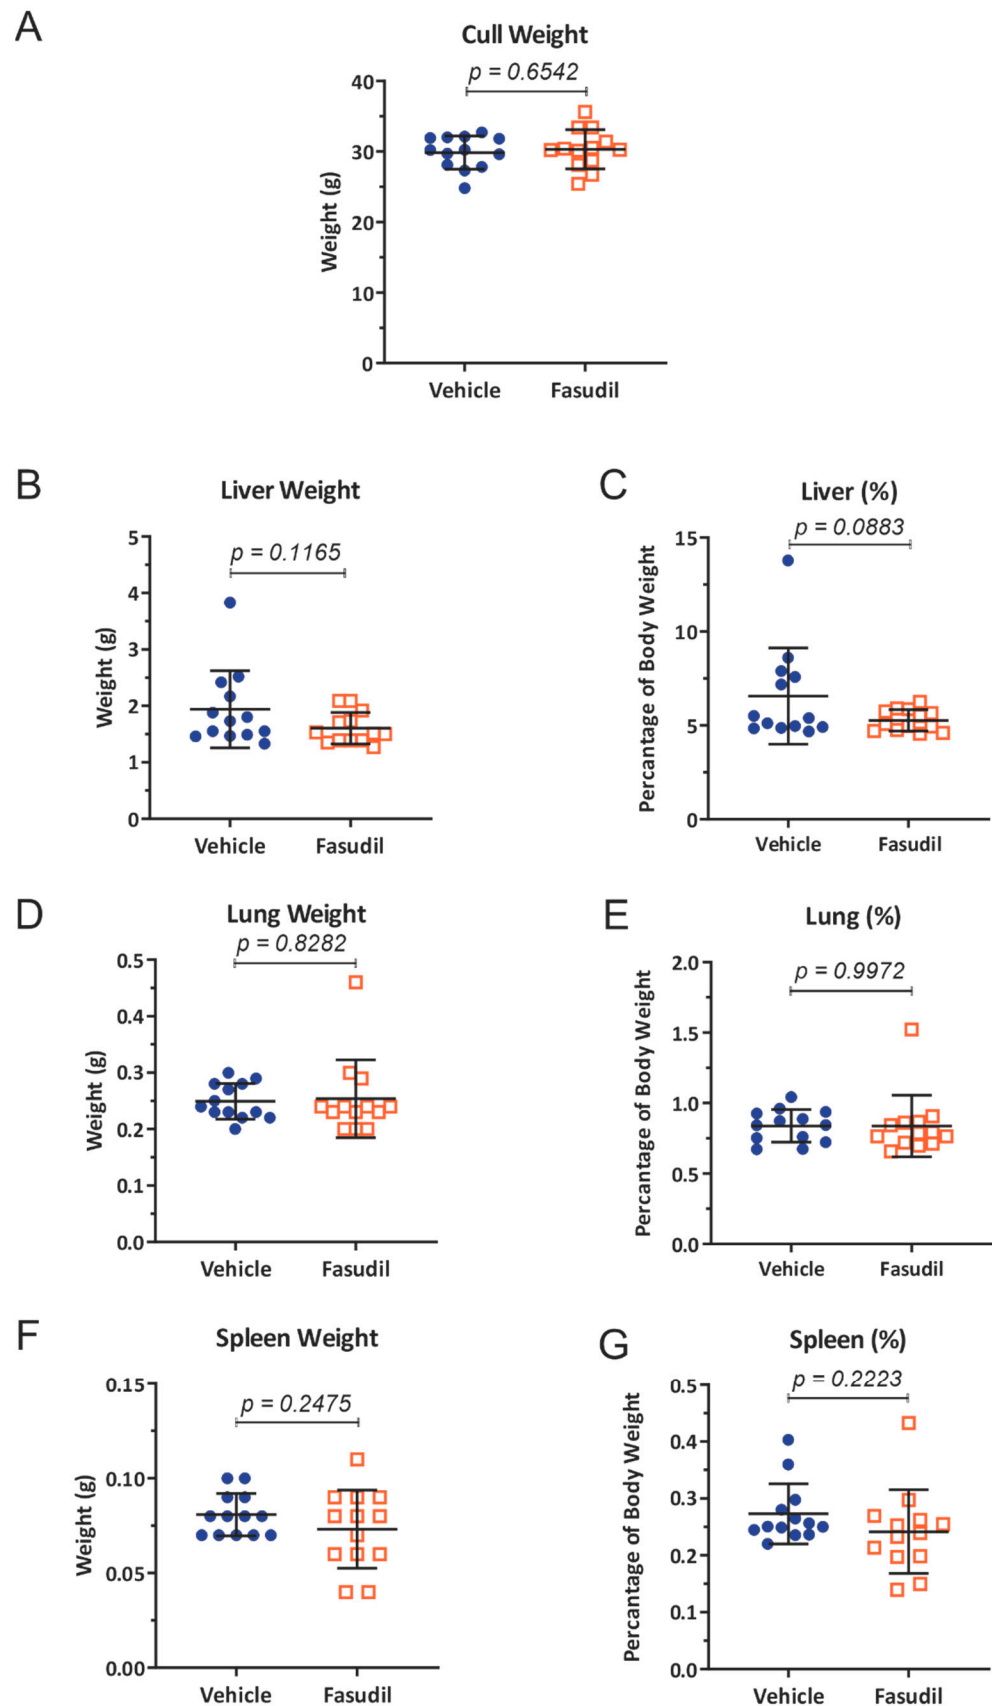 A
Cull Weight
p = 0.6542
40
30
20
10
0
Weight (g)
Vehicle
Fasudil
B
Liver Weight
p = 0.1165
5
4
3
2
1
0
Weight (g)
Vehicle
Fasudil
C
Liver (%)
p = 0.0883
15
10
5
0
Percantage of Body Weight
Vehicle
Fasudil
D
Lung Weight
p = 0.8282
0.5
0.4
0.3
0.2
0.1
0.0
Weight (g)
Vehicle
Fasudil
E
Lung (%)
p = 0.9972
2.0
1.5
1.0
0.5
0.0
Percantage of Body Weight
Vehicle
Fasudil
F
Spleen Weight
p = 0.2475
0.15
0.10
0.05
0.00
Weight (g)
Vehicle
Fasudil
G
Spleen (%)
p = 0.2223
0.5
0.4
0.3
0.2
0.1
0.0
Percantage of Body Weight
Vehicle
Fasudil